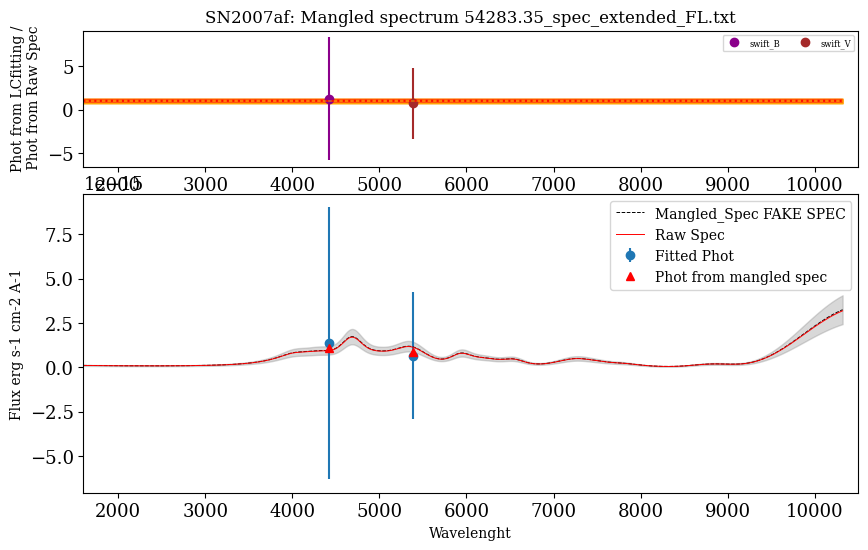 SN2007af: Mangled spectrum 54283.35_spec_extended_FL.txt
Phot from LCfitting /
Phot from Raw Spec
swift_B
swift_V
5
0
−5
2000 3000 4000 5000 6000 7000 8000 9000 10000
1e−15
Mangled_Spec FAKE SPEC
Raw Spec
Fitted Phot
Phot from mangled spec
Flux erg s-1 cm-2 A-1
7.5
5.0
2.5
0.0
−2.5
−5.0
2000 3000 4000 5000 6000 7000 8000 9000 10000
Wavelenght